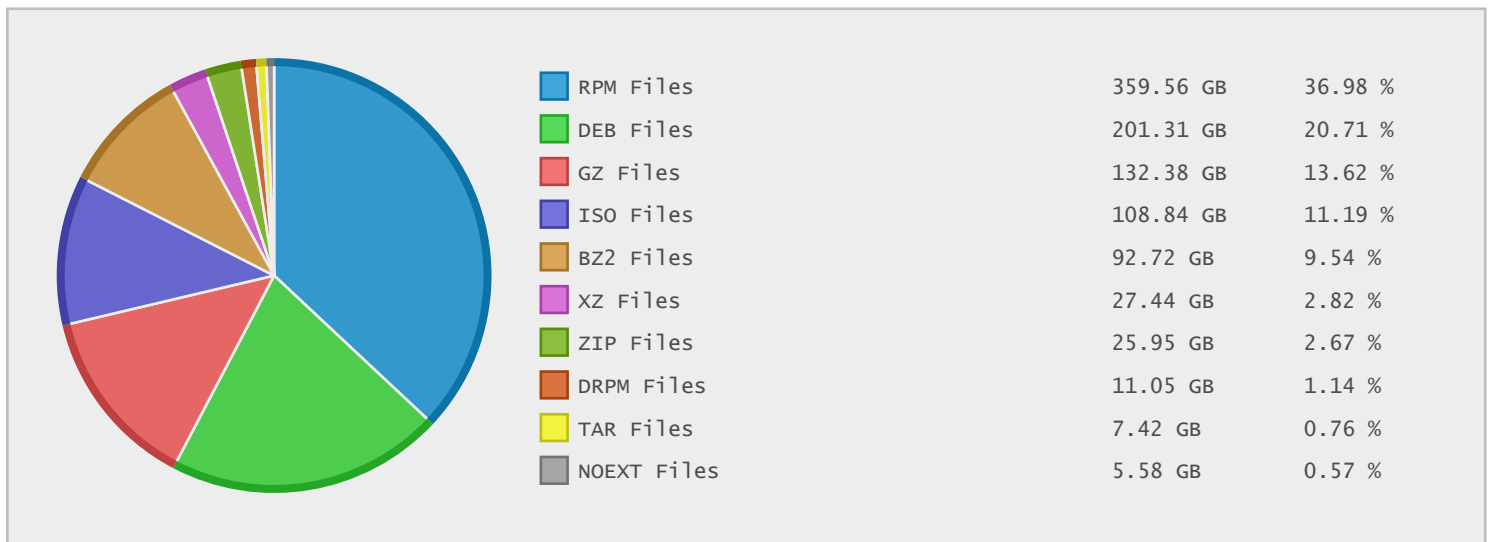 RPM Files 359.56 GB 36.98 %
DEB Files 201.31 GB 20.71 %
GZ Files 132.38 GB 13.62 %
ISO Files 108.84 GB 11.19 %
BZ2 Files 92.72 GB 9.54 %
XZ Files 27.44 GB 2.82 %
ZIP Files 25.95 GB 2.67 %
DRPM Files 11.05 GB 1.14 %
TAR Files 7.42 GB 0.76 %
NOEXT Files 5.58 GB 0.57 %